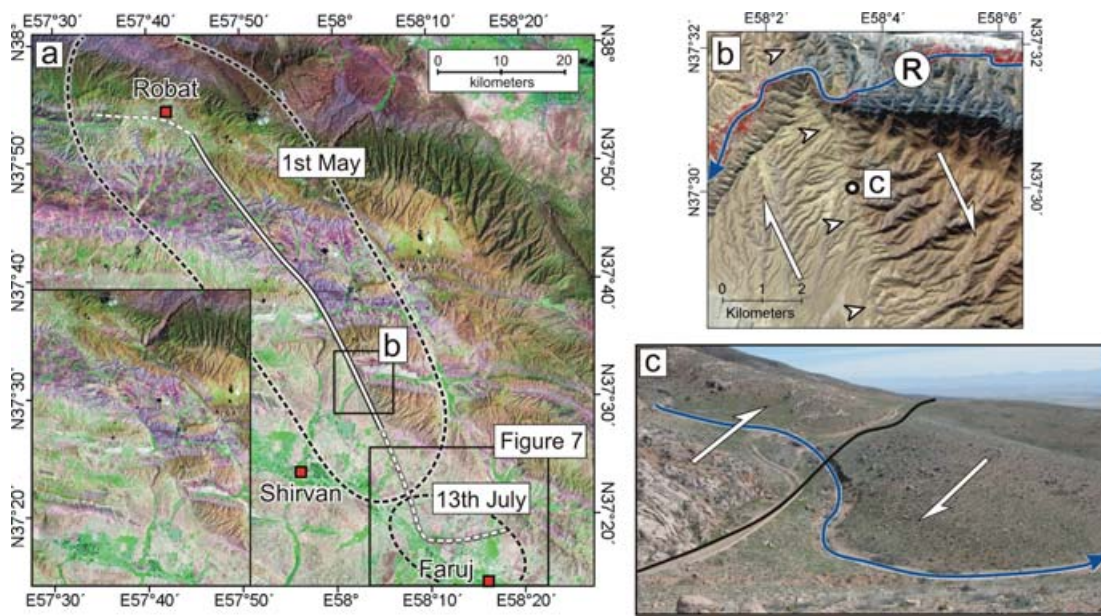 E57°30´ E57°40´ E57°50´ E58° E58°10´ E58°20´
N38°
N37°50´
N37°40´
N37°30´
N37°20´
a
0 10 20
kilometers
Robat
1st May
b
Figure 7
Shirvan
13th July
Faruj
N38°
N37°50´
N37°40´
N37°30´
N37°20´
E57°30´ E57°40´ E57°50´ E58° E58°10´ E58°20´
E58°2´ E58°4´ E58°6´
N37°32´
N37°30´
b
R
C
0 1 2
Kilometers
N37°32´
N37°30´
c